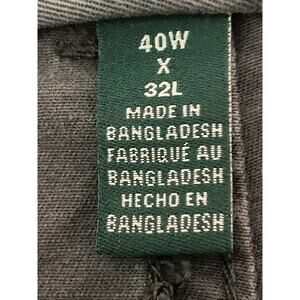 40W
X
32L
MADE IN
BANGLADESH
FABRIQUÉ AU
BANGLADESH
HECHO EN
BANGLADESH